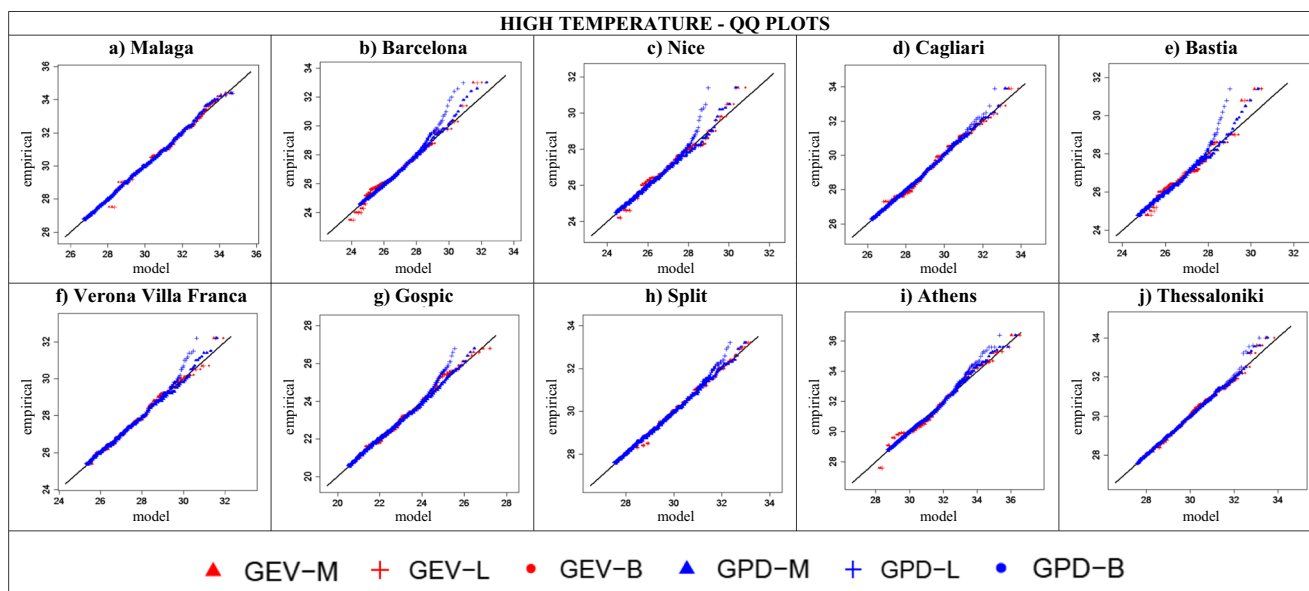 HIGH TEMPERATURE - QQ PLOTS
a) Malaga
b) Barcelona
c) Nice
d) Cagliari
e) Bastia
36
34
32
30
28
26
empirical
26 28 30 32 34 36
model
34
32
30
28
26
24
empirical
22 24 26 28 30 32 34
model
32
30
28
26
24
empirical
24 26 28 30 32
model
34
32
30
28
26
empirical
26 28 30 32 34
model
32
30
28
26
24
empirical
24 26 28 30 32
model
f) Verona Villa Franca
g) Gospic
h) Split
i) Athens
j) Thessaloniki
32
30
28
26
24
empirical
24 26 28 30 32
model
28
26
24
22
20
empirical
20 22 24 26 28
model
34
32
30
28
empirical
28 30 32 34
model
36
34
32
30
28
empirical
28 30 32 34 36
model
34
32
30
28
empirical
28 30 32 34
model
GEV-M GEV-L GEV-B GPD-M GPD-L GPD-B